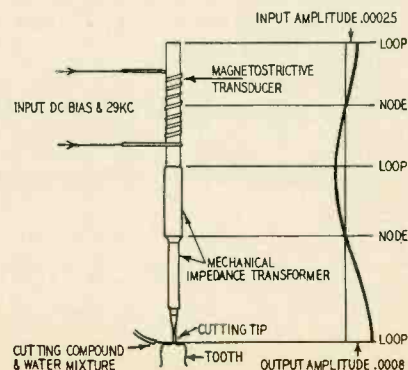 INPUT AMPLITUDE .00025
LOOP
MAGNETOSTRICTIVE
TRANSDUCER
INPUT DC BIAS & 29KC
NODE
LOOP
NODE
MECHANICAL
IMPEDANCE TRANSFORMER
CUTTING TIP
LOOP
CUTTING COMPOUND
& WATER MIXTURE
TOOTH
OUTPUT AMPLITUDE .0008